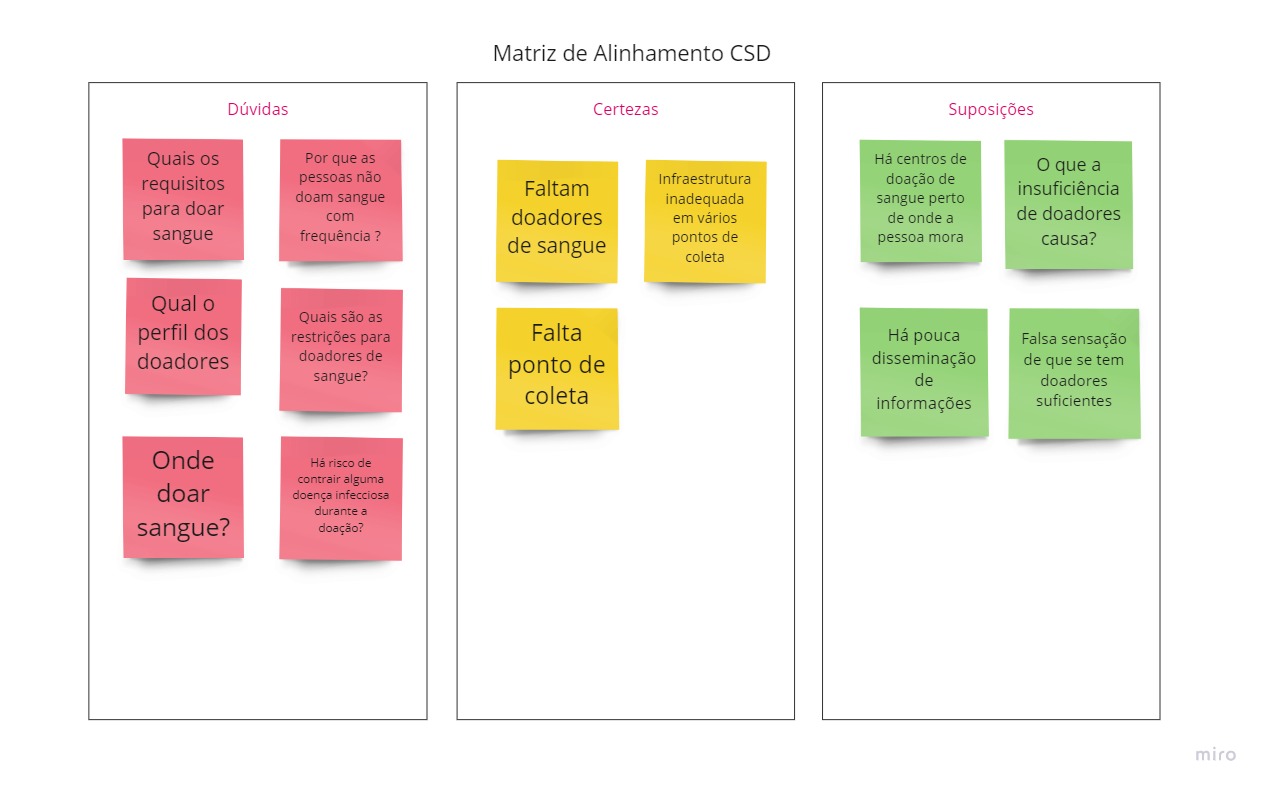 Matriz de Alinhamento CSD
Dúvidas
Quais os
requisitos
para doar
sangue
Por que as
pessoas não
doam sangue
com
frequência ?
Qual o
perfil dos
doadores
Quais são as
restrições para
doadores de
sangue?
Onde
doar
sangue?
Há risco de
contrair alguma
doença infecciosa
durante a
doação?
Certezas
Faltam
doadores
de sangue
Infraestrutura
inadequada
em vários
pontos de
coleta
Falta
ponto de
coleta
Suposições
Há centros de
doação de
sangue perto
de onde a
pessoa mora
O que a
insuficiência
de doadores
causa?
Há pouca
disseminação
de
informações
Falsa sensação
de que se tem
doadores
suficientes
miro